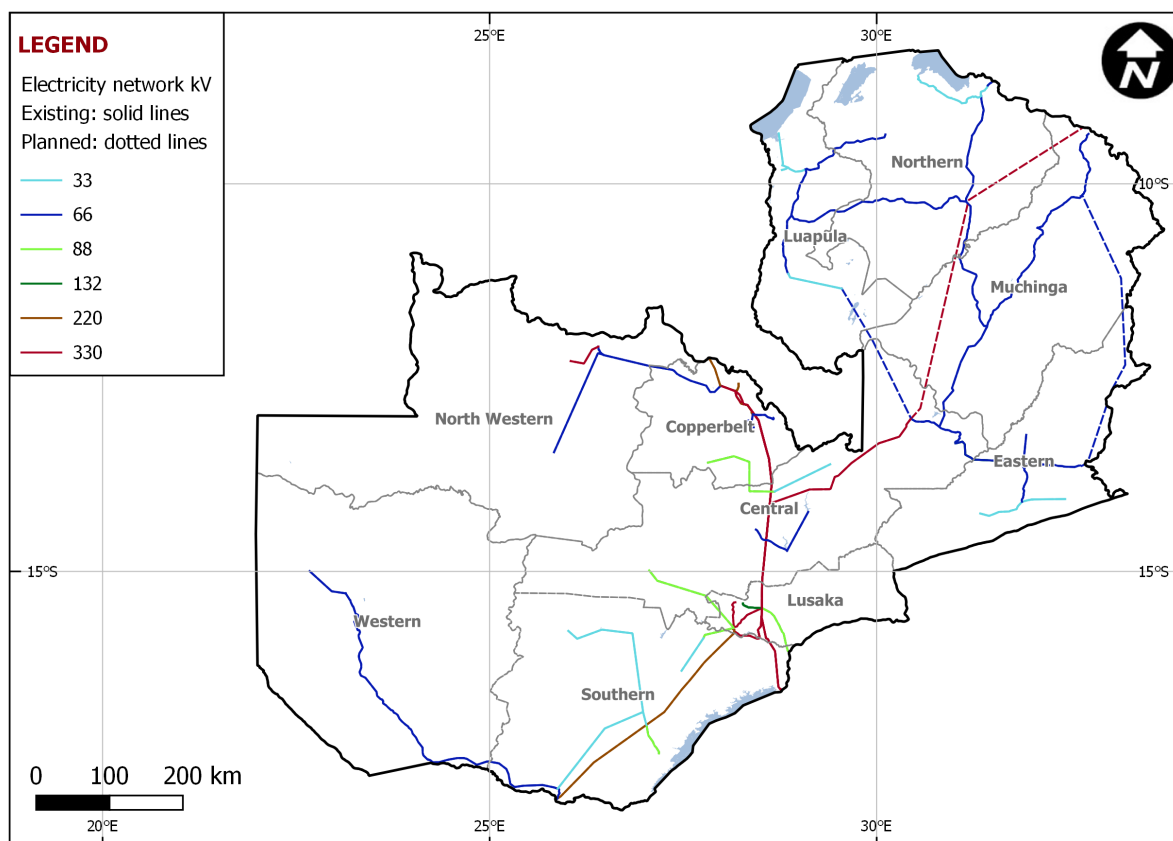 25°E
30°E
LEGEND
Electricity network kV
Existing: solid lines
Planned: dotted lines
33
66
88
132
220
330
N
Northern
10°S
Luapula
Muchinga
North Western
Copperbelt
Eastern
Central
15°S
15°S
Lusaka
Western
Southern
0 100 200 km
20°E
25°E
30°E